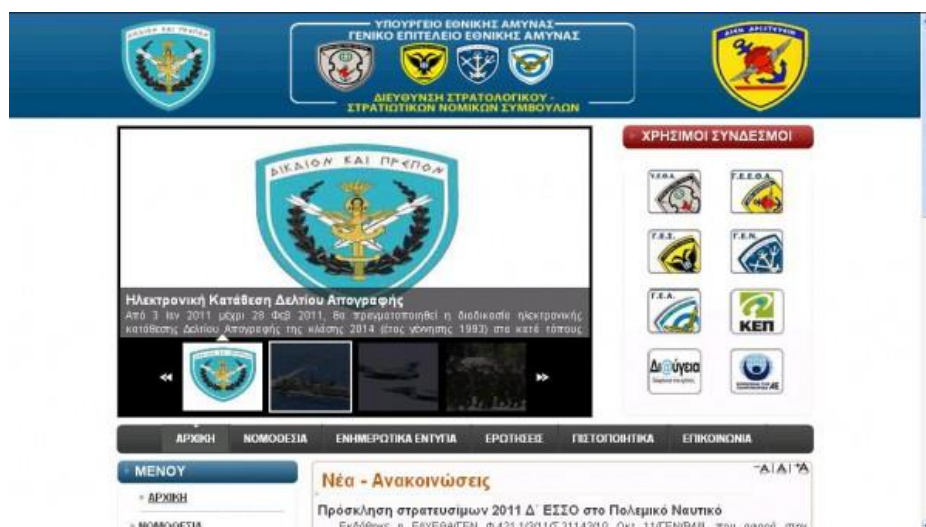 ΥΠΟΥΡΓΕΙΟ ΕΘΝΙΚΗΣ ΑΜΥΝΑΣ
ΓΕΝΙΚΟ ΕΠΙΤΕΛΕΙΟ ΕΘΝΙΚΗΣ ΑΜΥΝΑΣ
ΔΙΕΥΘΥΝΣΗ ΣΤΡΑΤΟΛΟΓΙΚΟΥ -
ΣΤΡΑΤΙΩΤΙΚΩΝ ΝΟΜΙΚΩΝ ΣΥΜΒΟΥΛΩΝ
ΧΡΗΣΙΜΟΙ ΣΥΝΔΕΣΜΟΙ
ΔΙΚΑΙΟΝ ΚΑΙ ΠΡΕΠΟΝ
Υ.ΕΘ.Α.
Γ.Ε.ΕΘ.Α.
Γ.Ε.Σ.
Γ.Ε.Ν.
Γ.Ε.Α.
ΚΕΠ
Δι@ύγεια
Ηλεκτρονική Κατάθεση Δελτίου Απογραφής
Από 3 Ιαν 2011 μέχρι 28 Φεβ 2011, θα πραγματοποιηθεί η διαδικασία ηλεκτρονικής
κατάθεσης Δελτίου Απογραφής της κλάσης 2014 (έτος γέννησης 1993) στα κατά τόπους
ΑΡΧΙΚΗ ΝΟΜΟΘΕΣΙΑ ΕΝΗΜΕΡΩΤΙΚΑ ΕΝΤΥΠΑ ΕΡΩΤΗΣΕΙΣ ΠΙΣΤΟΠΟΙΗΤΙΚΑ ΕΠΙΚΟΙΝΩΝΙΑ
ΜΕΝΟΥ
ΑΡΧΙΚΗ
ΝΟΜΟΘΕΣΙΑ
-A|A|+A
Νέα - Ανακοινώσεις
Πρόσκληση στρατευσίμων 2011 Δ΄ ΕΣΣΟ στο Πολεμικό Ναυτικό